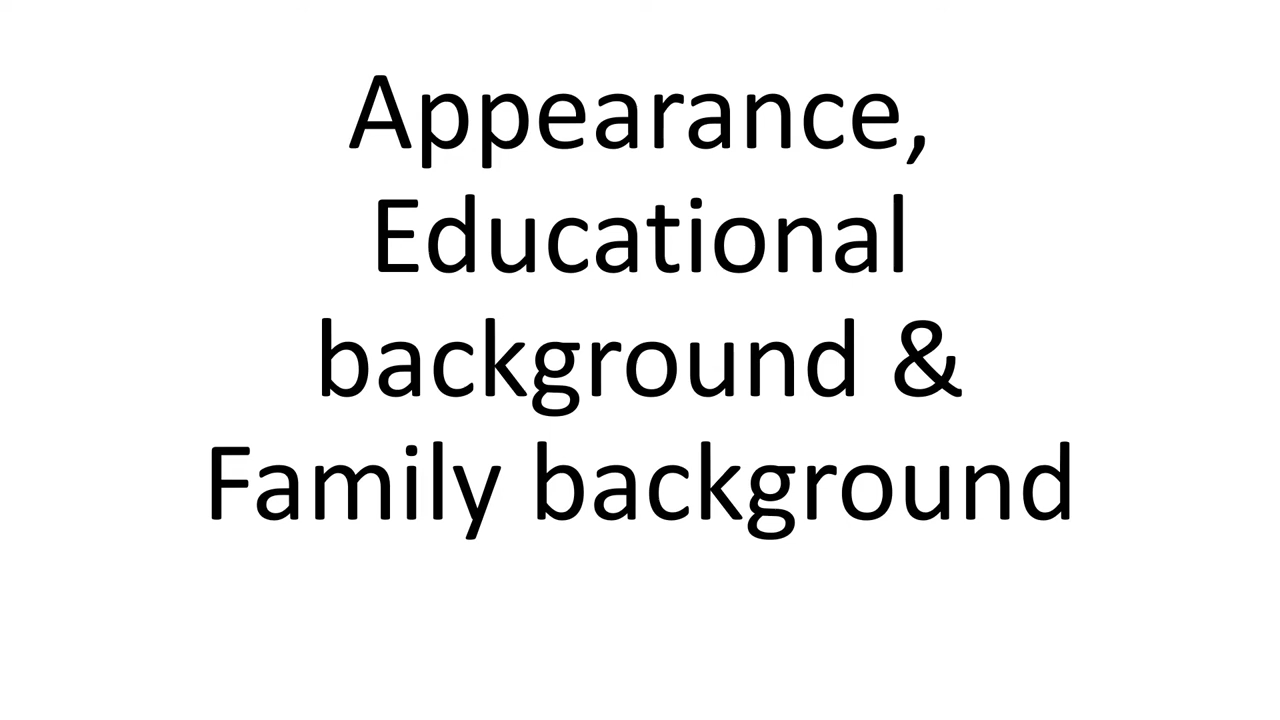 Appearance,
Educational
background &
Family background